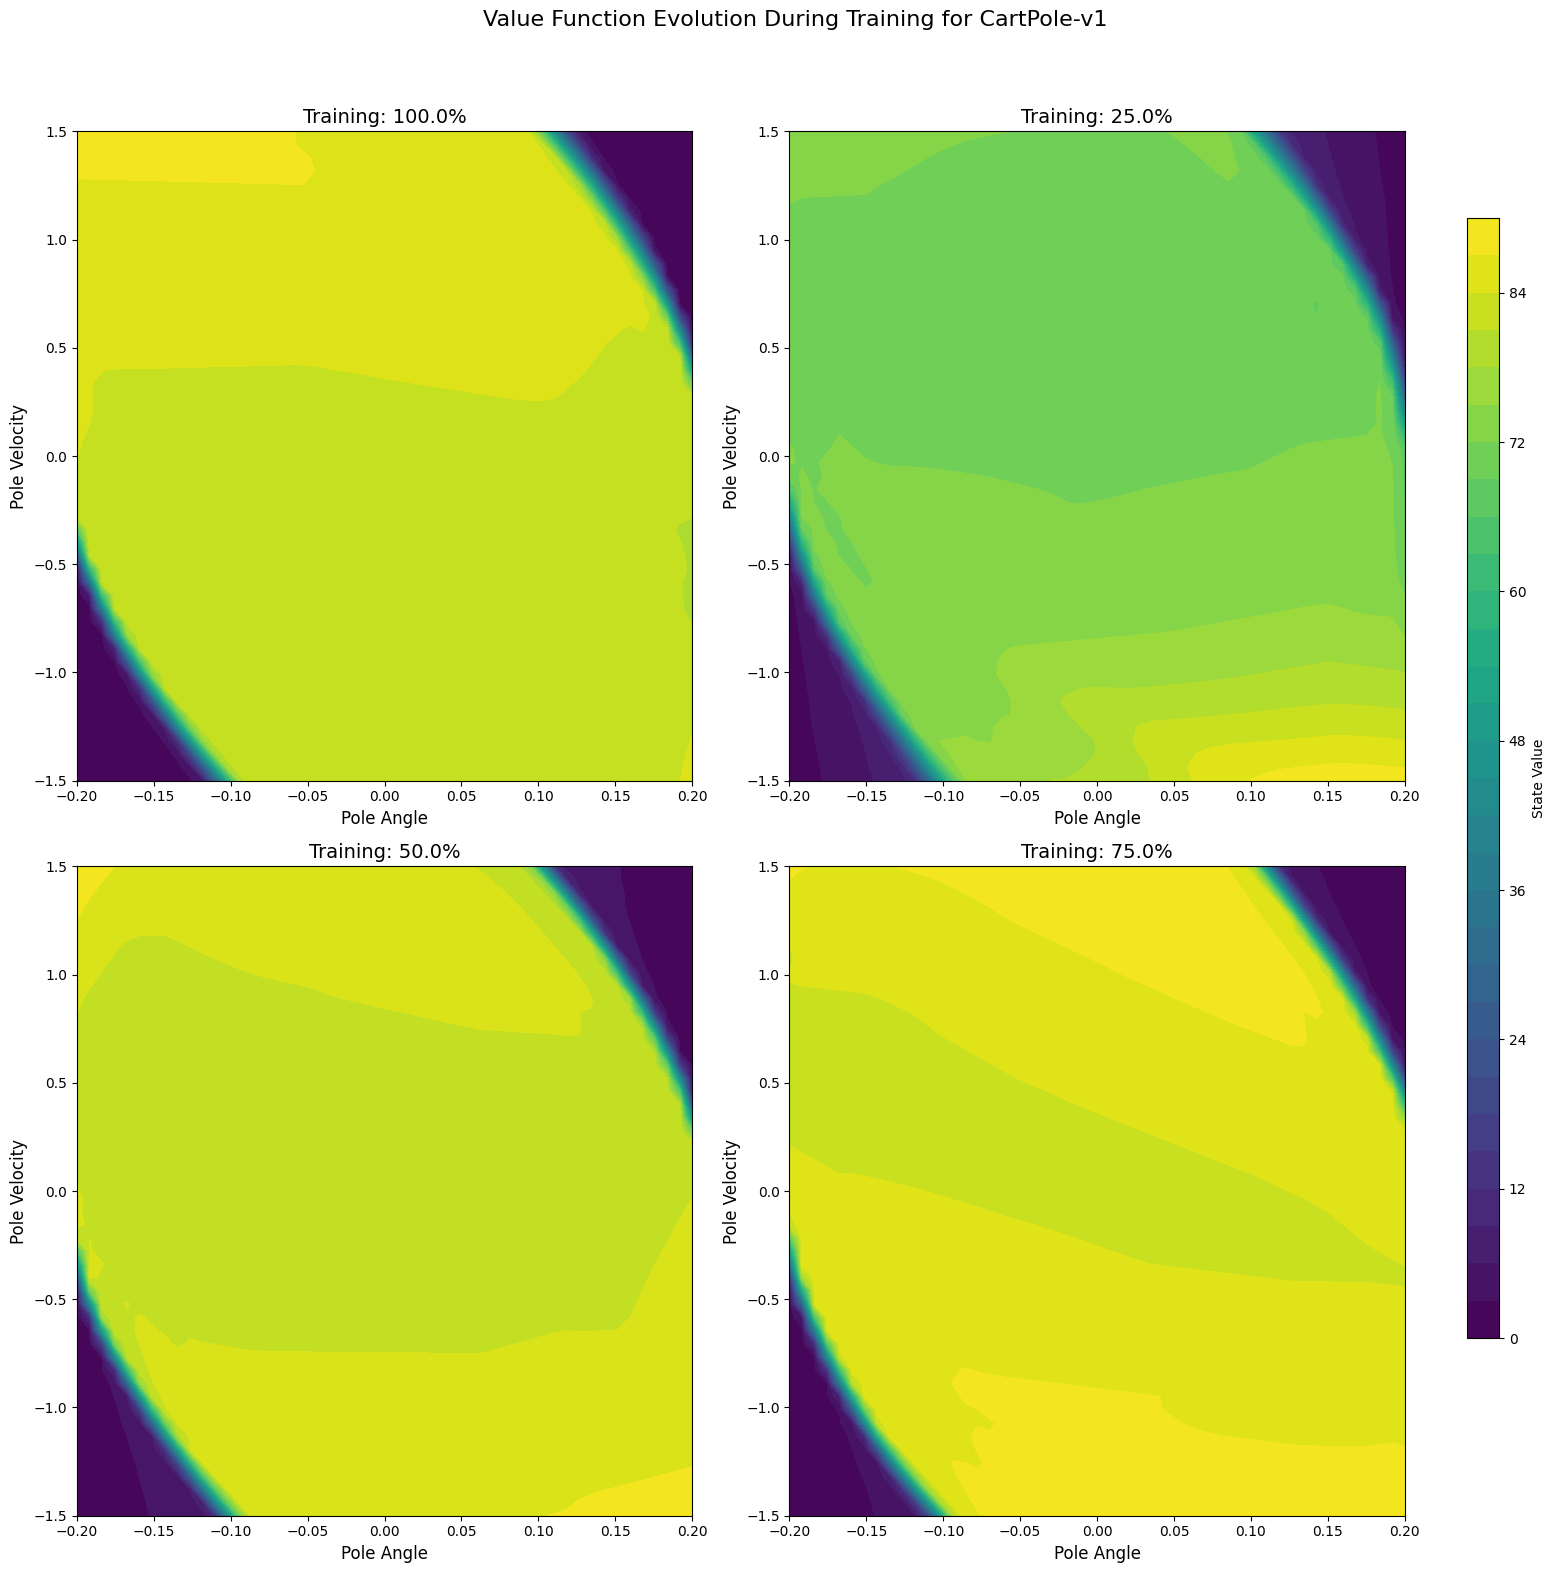 Value Function Evolution During Training for CartPole-v1
Training: 100.0%
1.5
1.0
0.5
0.0
−0.5
−1.0
−1.5
Pole Velocity
−0.20 −0.15 −0.10 −0.05 0.00 0.05 0.10 0.15 0.20
Pole Angle
Training: 25.0%
1.5
1.0
0.5
0.0
−0.5
−1.0
−1.5
Pole Velocity
−0.20 −0.15 −0.10 −0.05 0.00 0.05 0.10 0.15 0.20
Pole Angle
Training: 50.0%
1.5
1.0
0.5
0.0
−0.5
−1.0
−1.5
Pole Velocity
−0.20 −0.15 −0.10 −0.05 0.00 0.05 0.10 0.15 0.20
Pole Angle
Training: 75.0%
1.5
1.0
0.5
0.0
−0.5
−1.0
−1.5
Pole Velocity
−0.20 −0.15 −0.10 −0.05 0.00 0.05 0.10 0.15 0.20
Pole Angle
84
72
60
48
36
24
12
0
State Value